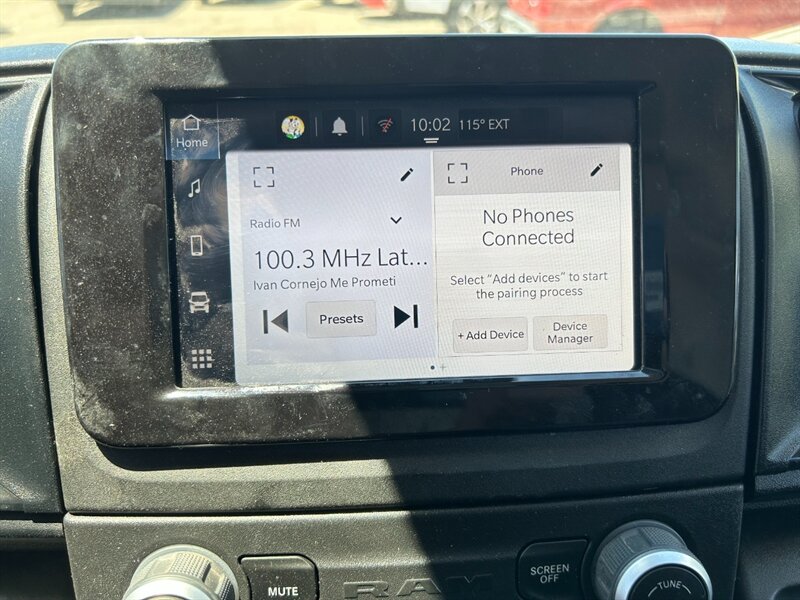 Home
10:02 115° EXT
Radio FM
100.3 MHz Lat...
Ivan Cornejo Me Prometi
Presets
Phone
No Phones
Connected
Select "Add devices" to start
the pairing process
+ Add Device
Device
Manager
MUTE
RAM
SCREEN
OFF
TUNE